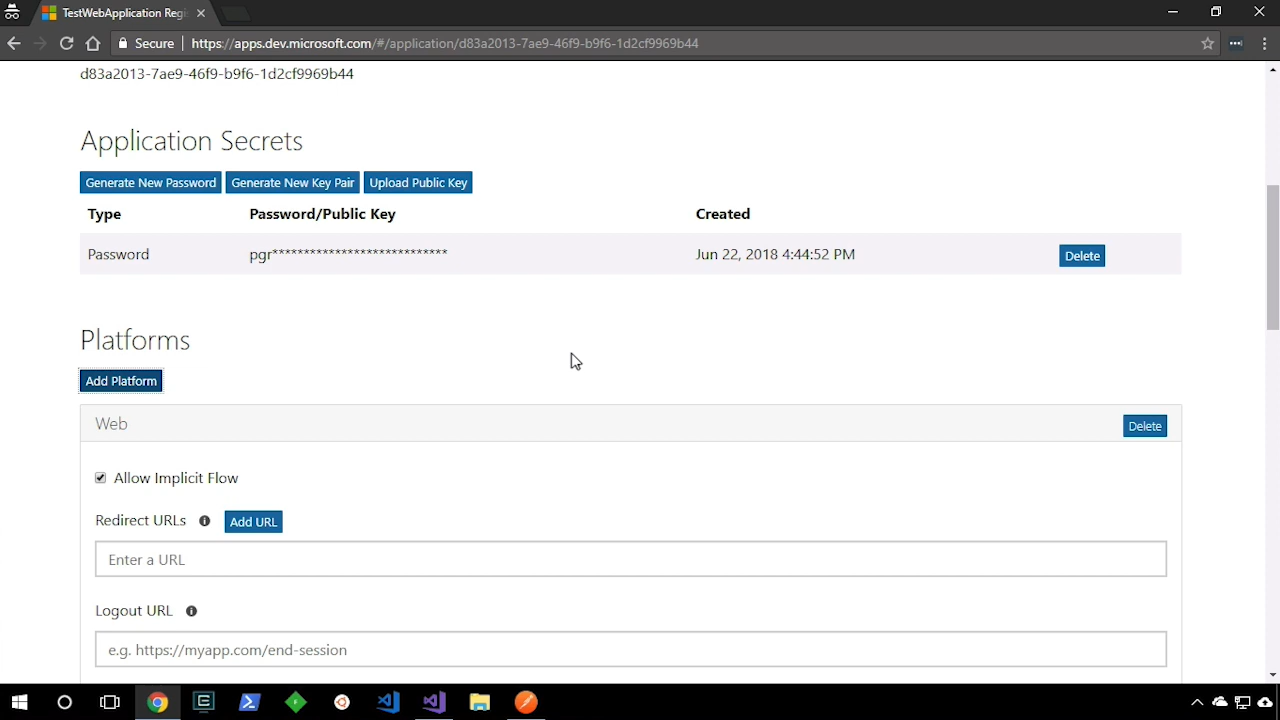 TestWebApplication Regi
Secure | https://apps.dev.microsoft.com/#/application/d83a2013-7ae9-46f9-b9f6-1d2cf9969b44
d83a2013-7ae9-46f9-b9f6-1d2cf9969b44
Application Secrets
Generate New Password Generate New Key Pair Upload Public Key
Type Password/Public Key Created
Password pgr**************************** Jun 22, 2018 4:44:52 PM Delete
Platforms
Add Platform
Web Delete
Allow Implicit Flow
Redirect URLs Add URL
Enter a URL
Logout URL
e.g. https://myapp.com/end-session